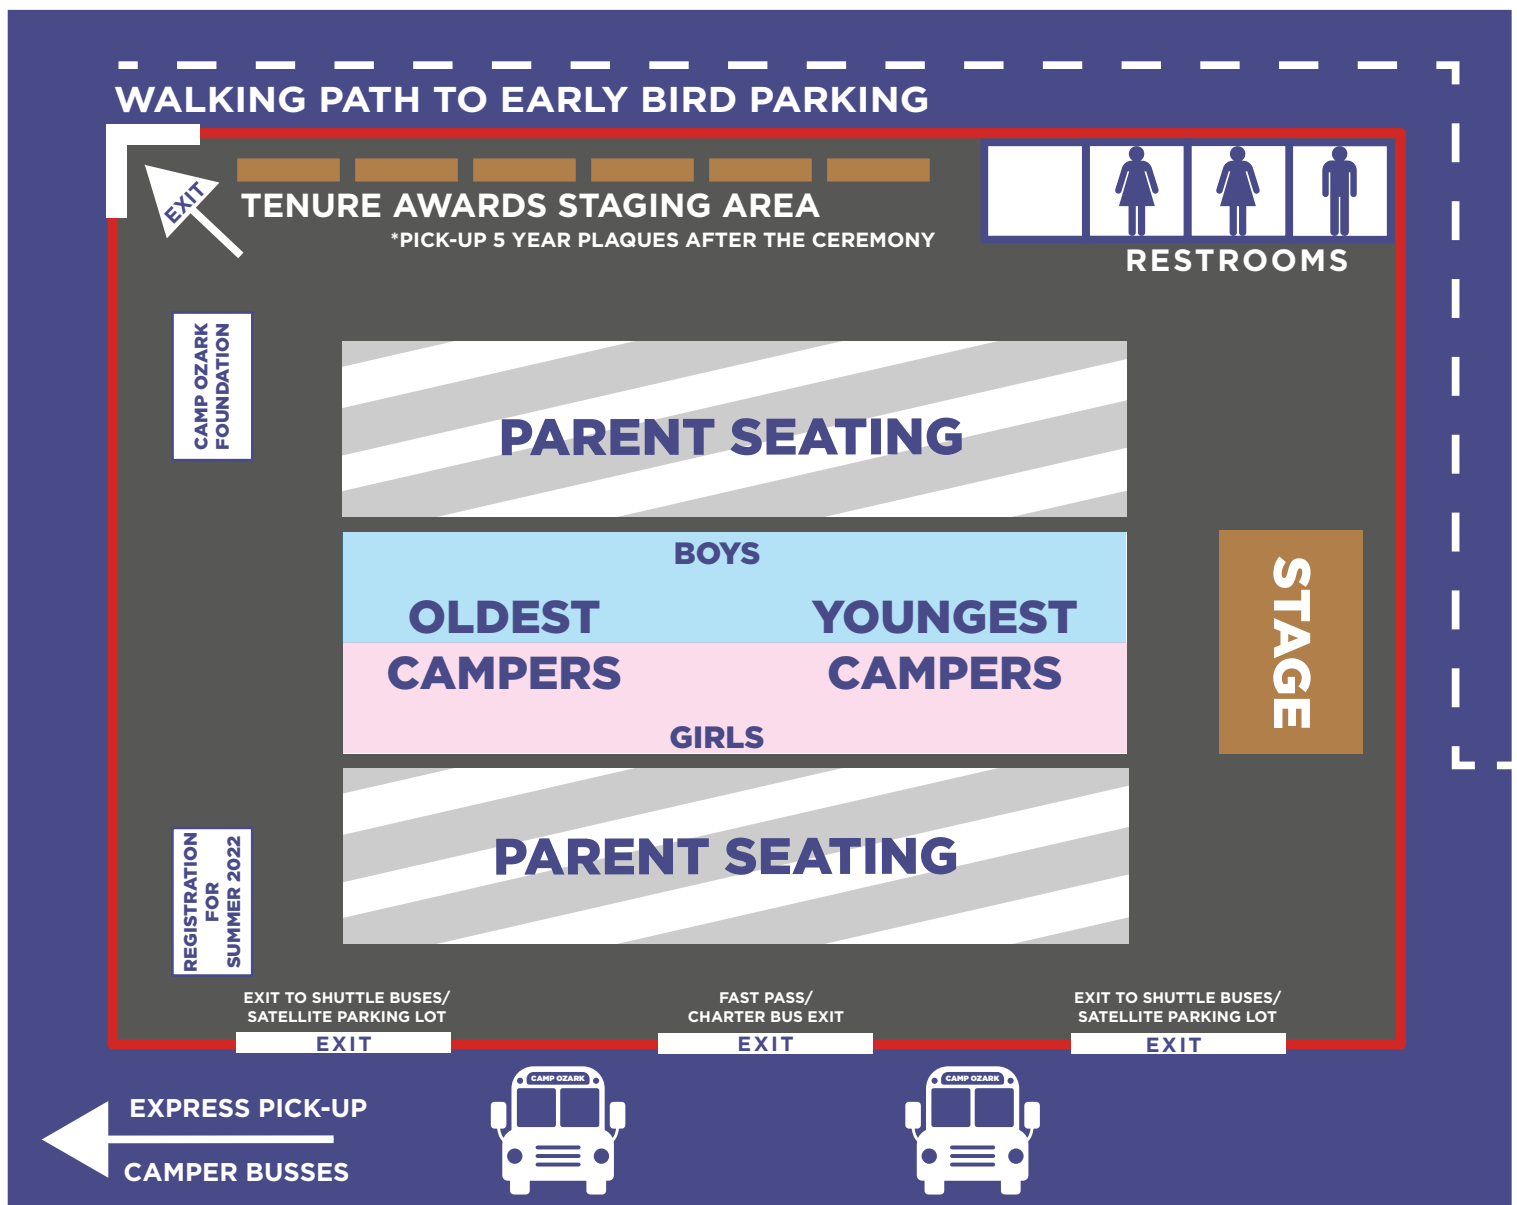 WALKING PATH TO EARLY BIRD PARKING
EXIT
TENURE AWARDS STAGING AREA
*PICK-UP 5 YEAR PLAQUES AFTER THE CEREMONY
RESTROOMS
CAMP OZARK
FOUNDATION
PARENT SEATING
BOYS
OLDEST
CAMPERS
YOUNGEST
CAMPERS
GIRLS
STAGE
PARENT SEATING
REGISTRATION
FOR
SUMMER 2022
EXIT TO SHUTTLE BUSES/
SATELLITE PARKING LOT
EXIT
FAST PASS/
CHARTER BUS EXIT
EXIT
EXIT TO SHUTTLE BUSES/
SATELLITE PARKING LOT
EXIT
CAMP OZARK
CAMP OZARK
EXPRESS PICK-UP
CAMPER BUSSES